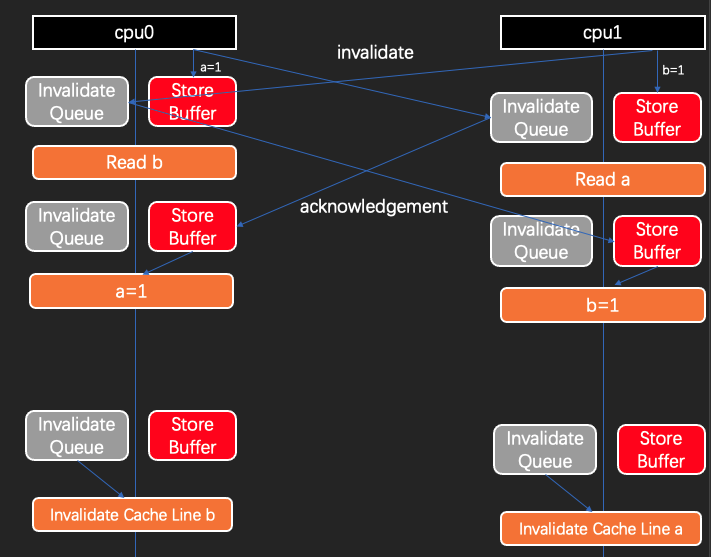 cpu0
cpu1
invalidate
a=1
b=1
Invalidate
Queue
Store
Buffer
Invalidate
Queue
Store
Buffer
Read b
Read a
acknowledgement
Invalidate
Queue
Store
Buffer
Invalidate
Queue
Store
Buffer
a=1
b=1
Invalidate
Queue
Store
Buffer
Invalidate
Queue
Store
Buffer
Invalidate Cache Line b
Invalidate Cache Line a